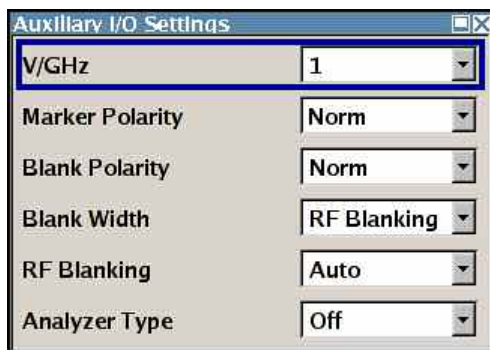 Auxiliary I/O Settings
V/GHz 1
Marker Polarity Norm
Blank Polarity Norm
Blank Width RF Blanking
RF Blanking Auto
Analyzer Type Off